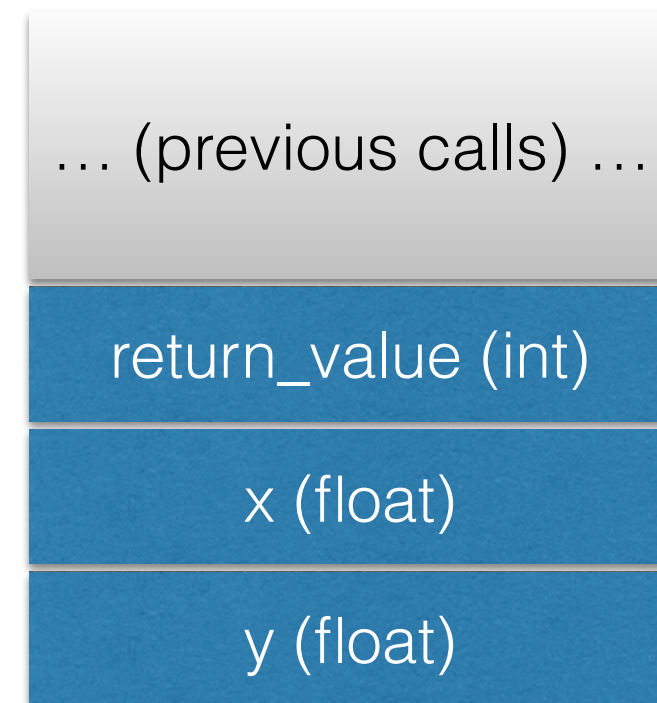 … (previous calls) …
return_value (int)
x (float)
y (float)